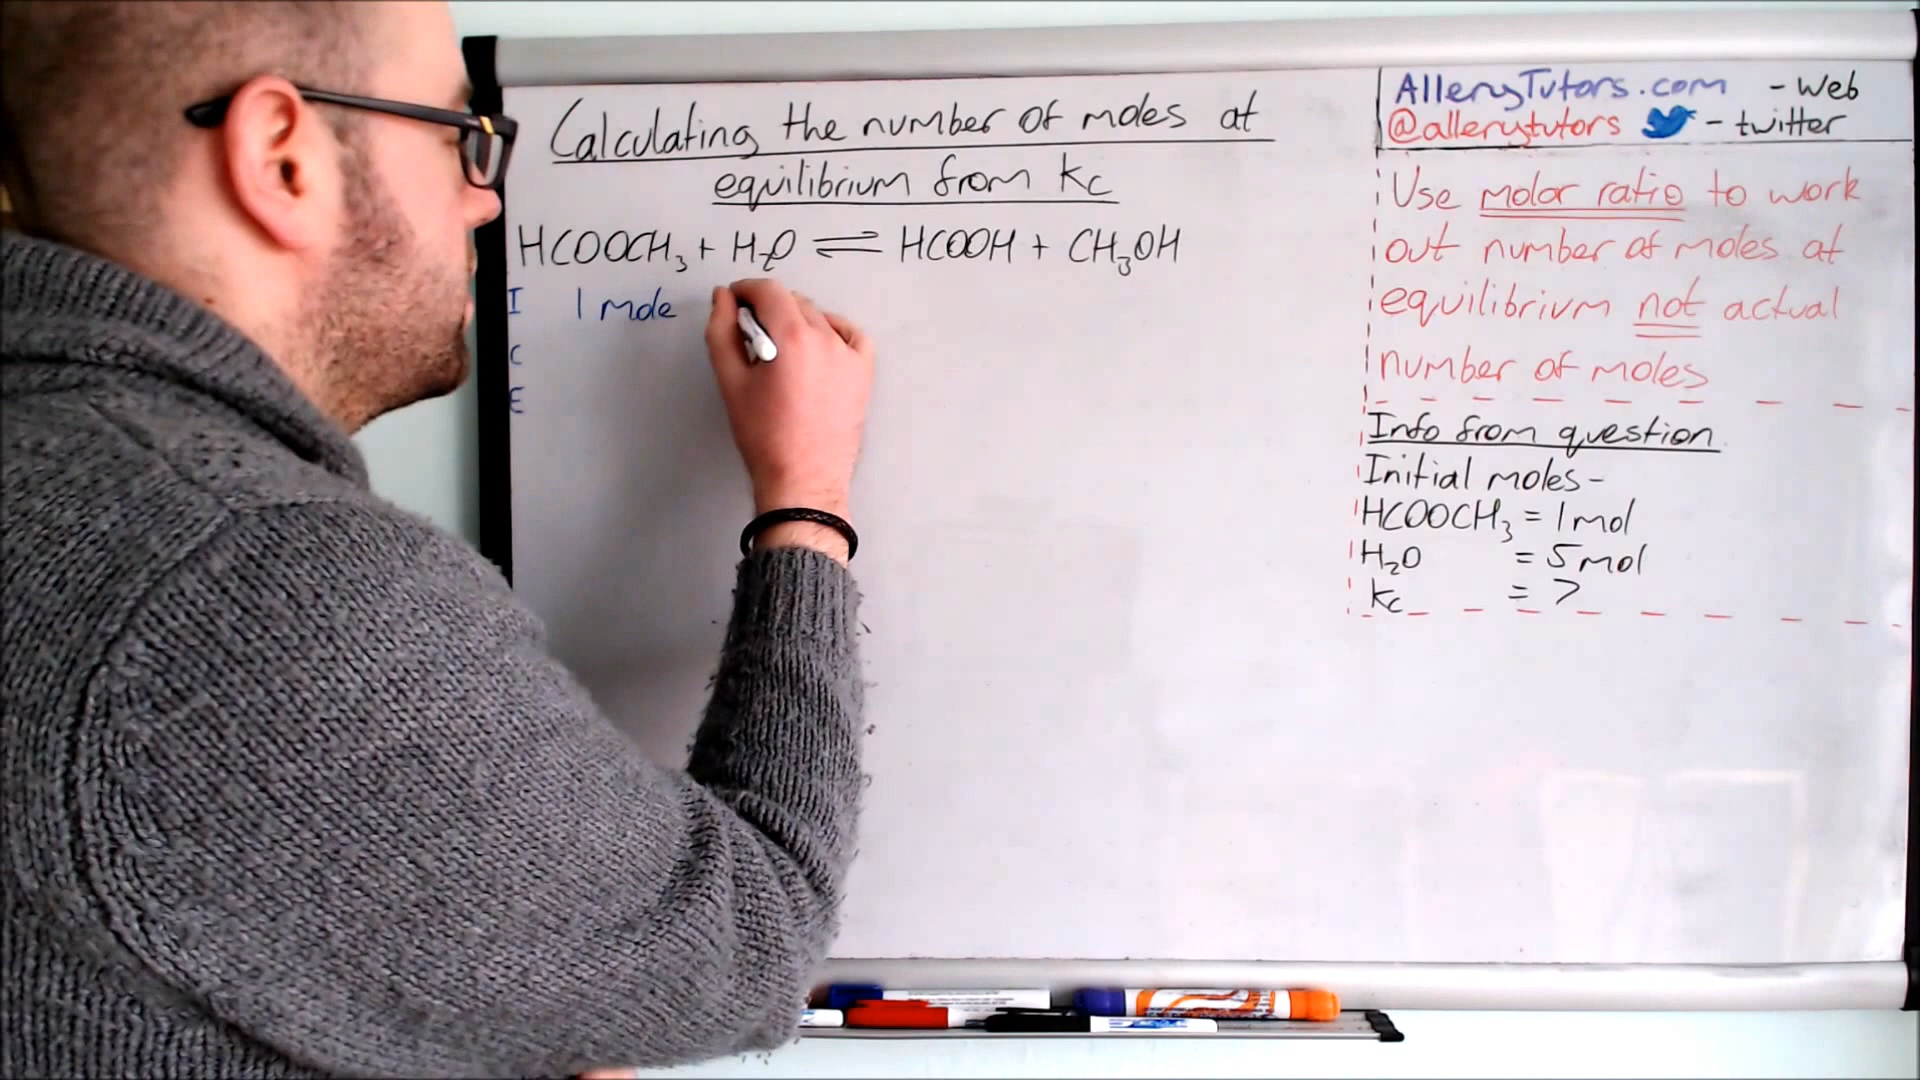 Calculating the number of moles at
equilibrium from Kc
HCOOCH3 + H2O ⇌ HCOOH + CH3OH
I 1 mole
C
E
AlleryTutors.com - Web
@allerytutors - twitter
Use molar ratio to work
out number of moles at
equilibrium not actual
number of moles
Info from question
Initial moles-
HCOOCH3 = 1mol
H2O = 5mol
Kc = ?